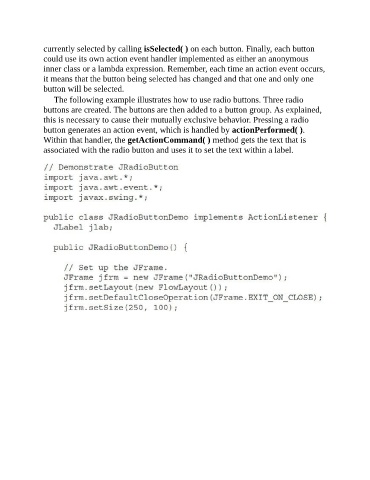 currently selected by calling isSelected( ) on each button. Finally, each button
could use its own action event handler implemented as either an anonymous
inner class or a lambda expression. Remember, each time an action event occurs,
it means that the button being selected has changed and that one and only one
button will be selected.
The following example illustrates how to use radio buttons. Three radio
buttons are created. The buttons are then added to a button group. As explained,
this is necessary to cause their mutually exclusive behavior. Pressing a radio
button generates an action event, which is handled by actionPerformed( ).
Within that handler, the getActionCommand( ) method gets the text that is
associated with the radio button and uses it to set the text within a label.
// Demonstrate JRadioButton
import java.awt.*;
import java.awt.event.*;
import javax.swing.*;
public class JRadioButtonDemo implements ActionListener {
JLabel jlab;
public JRadioButtonDemo() {
// Set up the JFrame.
JFrame jfrm = new JFrame("JRadioButtonDemo");
jfrm.setLayout(new FlowLayout());
jfrm.setDefaultCloseOperation(JFrame.EXIT_ON_CLOSE);
jfrm.setSize(250, 100);